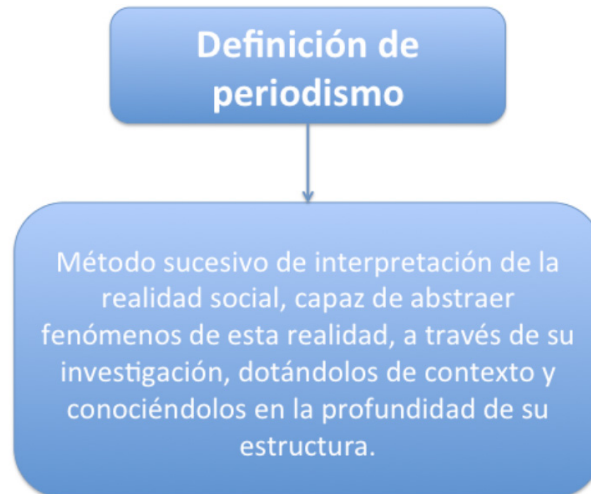 Definición de
periodismo
Método sucesivo de interpretación de la
realidad social, capaz de abstraer
fenómenos de esta realidad, a través de su
investigación, dotándolos de contexto y
conociéndolos en la profundidad de su
estructura.